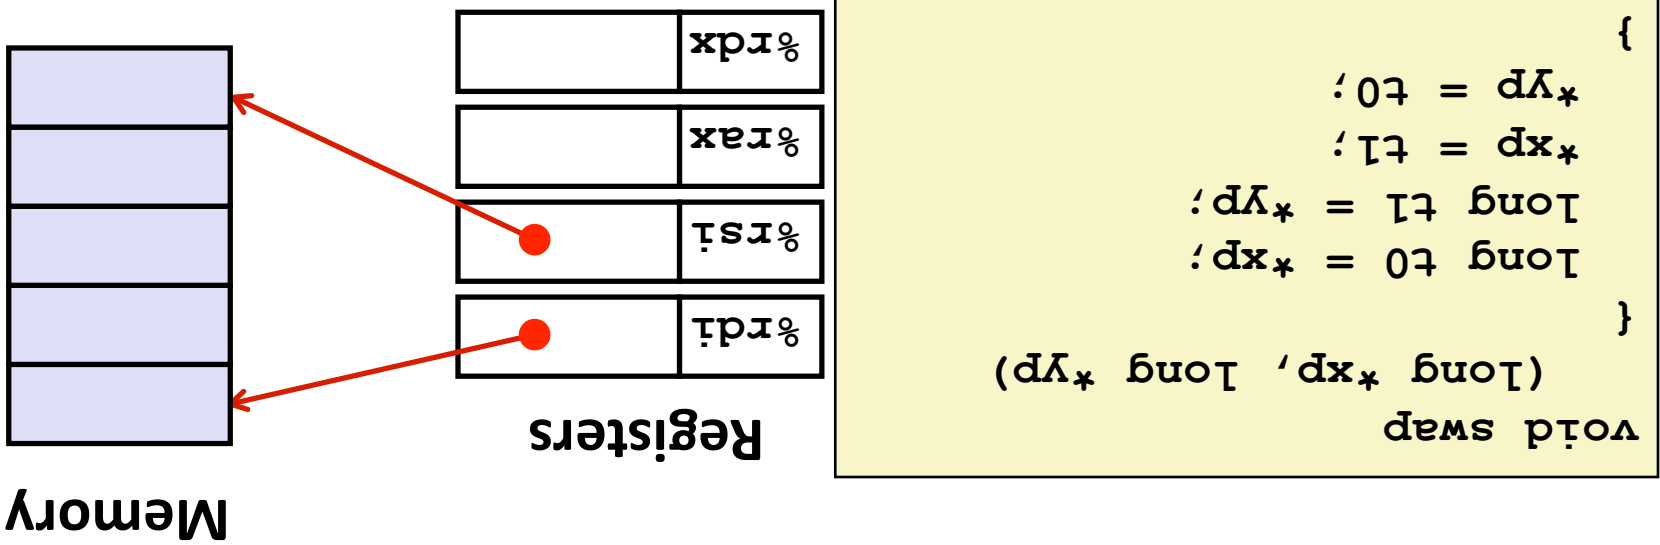 void swap
(long *xp, long *yp)
{
long t0 = *xp;
long t1 = *yp;
*xp = t1;
*yp = t0;
}
Registers
%rdi
%rsi
%rax
%rdx
Memory